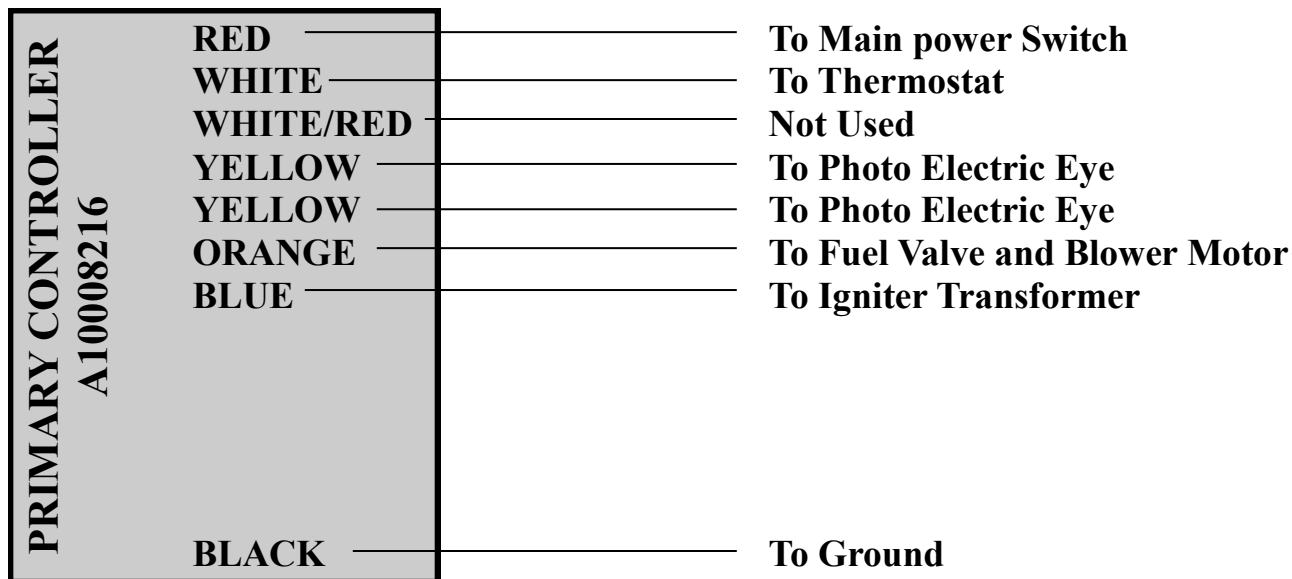 PRIMARY CONTROLLER
A10008216
RED To Main power Switch
WHITE To Thermostat
WHITE/RED Not Used
YELLOW To Photo Electric Eye
YELLOW To Photo Electric Eye
ORANGE To Fuel Valve and Blower Motor
BLUE To Igniter Transformer
BLACK To Ground